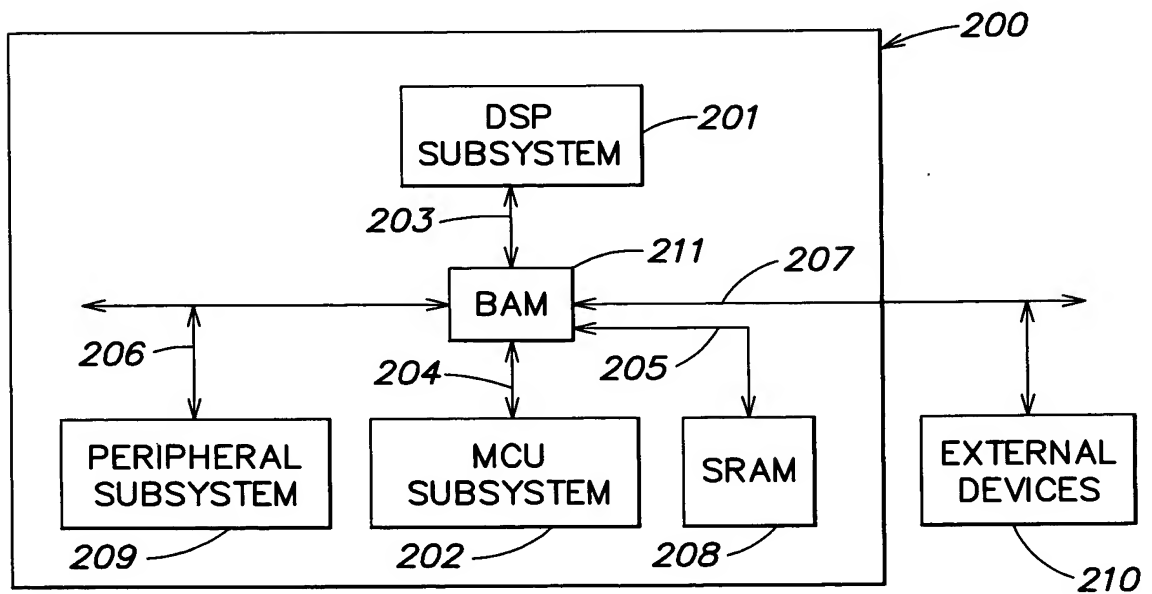 200
DSP
SUBSYSTEM
201
203
211
207
BAM
206
204
205
PERIPHERAL
SUBSYSTEM
MCU
SUBSYSTEM
SRAM
EXTERNAL
DEVICES
209
202
208
210